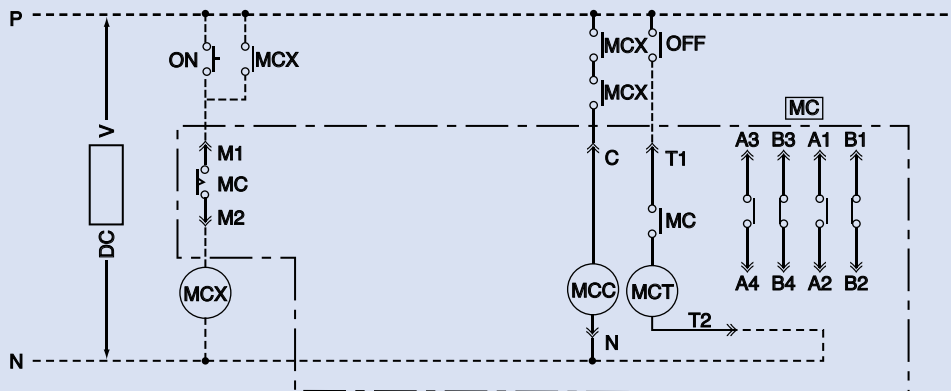 P
ON
MCX
MCX
OFF
MCX
MC
V
M1
MC
M2
C
T1
A3 B3 A1 B1
MC
DC
A4 B4 A2 B2
MCX
MCC
MCT
T2
N
N